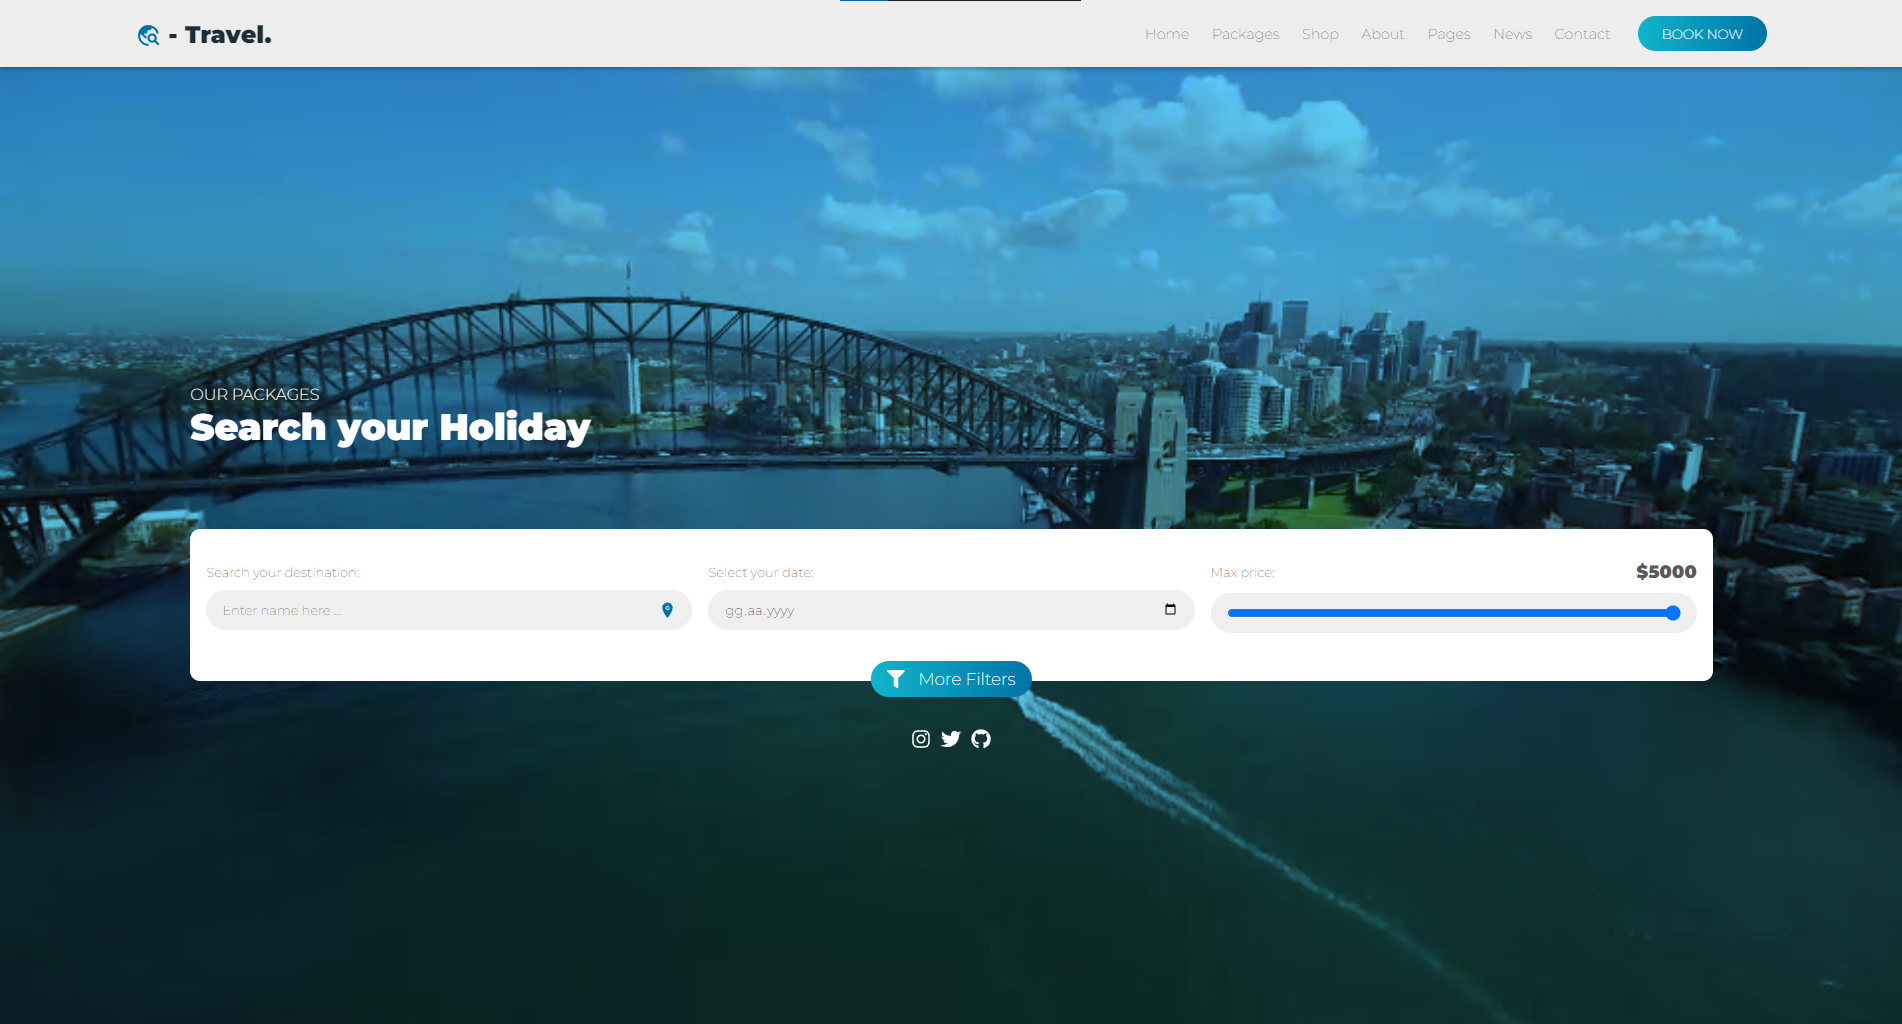 - Travel.
Home Packages Shop About Pages News Contact BOOK NOW
OUR PACKAGES
Search your Holiday
Search your destination:
Enter name here ...
Select your date:
gg.aa.yyyy
Max price: $5000
More Filters